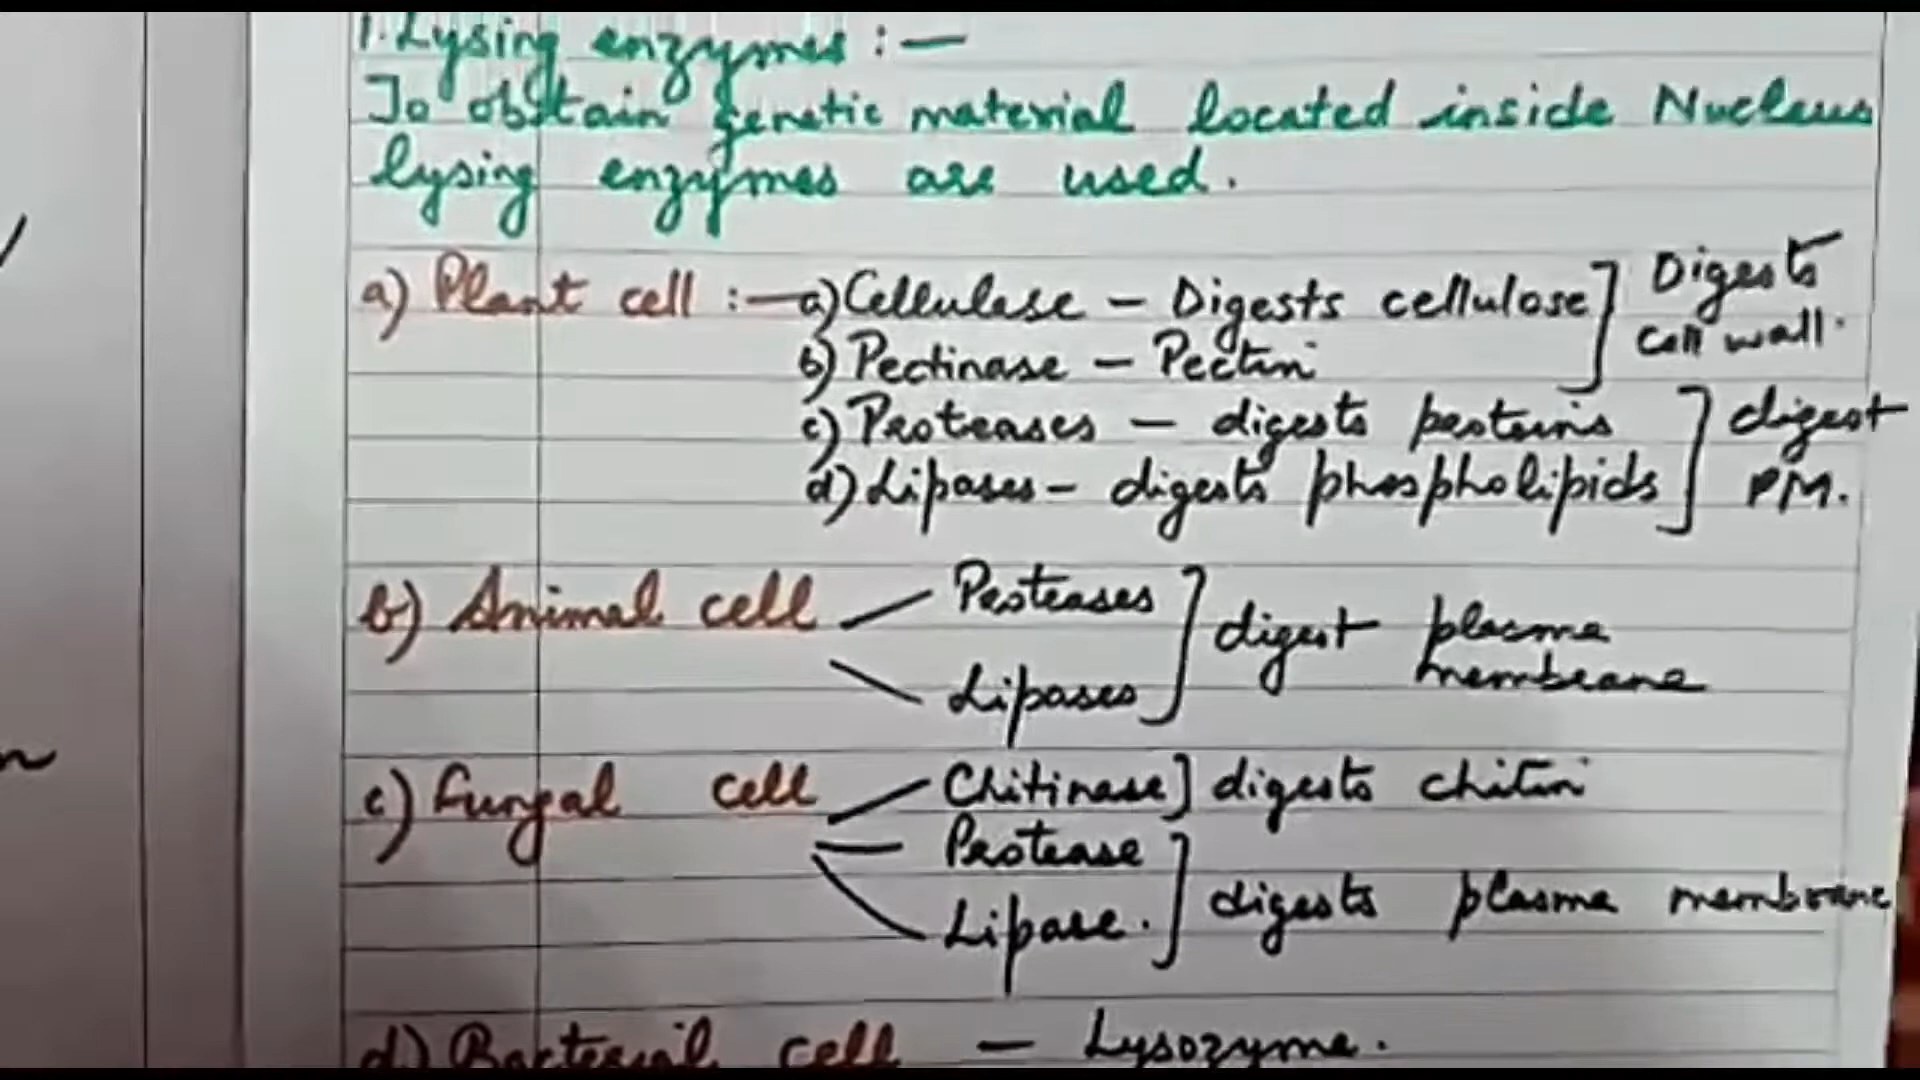 1. Lysing enzymes :—
To obtain genetic material located inside Nucleus
lysing enzymes are used.
a) Plant cell :— a) Cellulase – Digests cellulose ] Digests
cell wall.
b) Pectinase – Pectin
c) Proteases – digests proteins ] digest
d) Lipases – digests phospholipids PM.
b) Animal cell – Proteases ] digest plasma
membrane
Lipases
c) Fungal cell – Chitinase ] digests chitin
– Protease
] digests plasma membrane
Lipase.
d) Bacterial cell – Lysozyme.